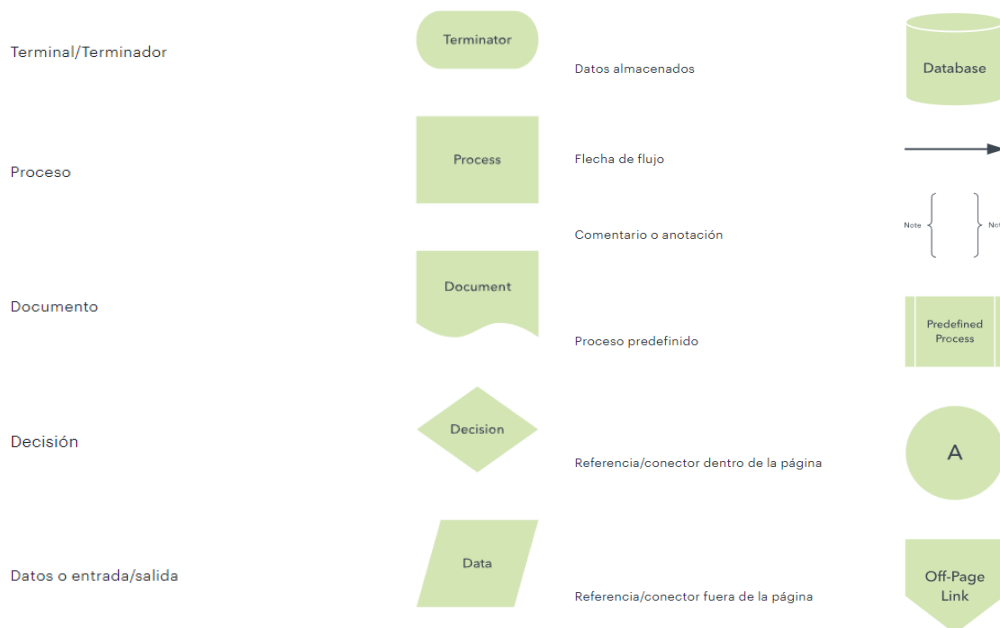 Terminal/Terminador
Terminator
Datos almacenados
Database
Proceso
Process
Flecha de flujo
Comentario o anotación
Note
Not
Documento
Document
Proceso predefinido
Predefined
Process
Decisión
Decision
Referencia/conector dentro de la página
A
Datos o entrada/salida
Data
Referencia/conector fuera de la página
Off-Page
Link